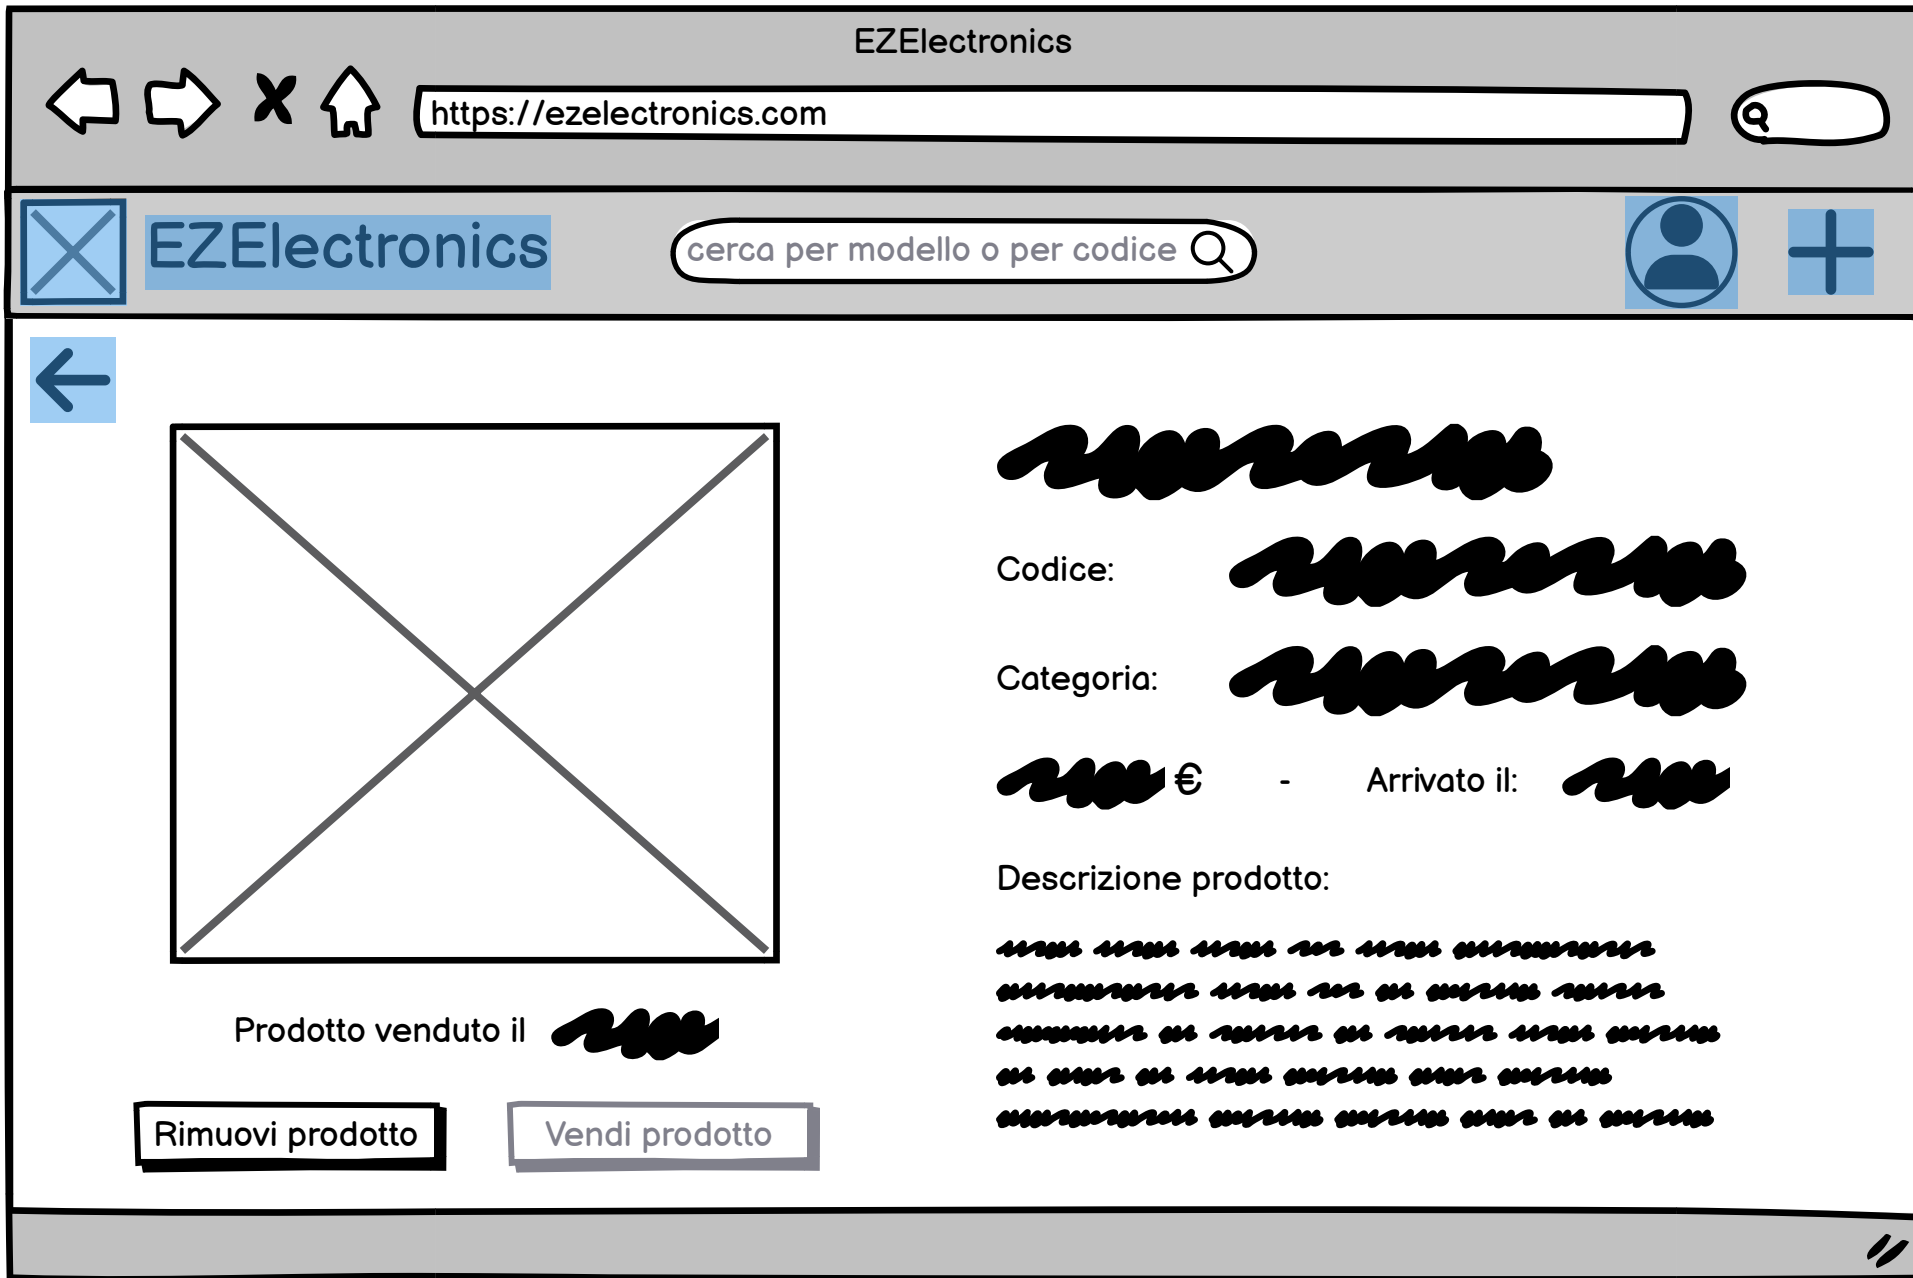 EZElectronics
https://ezelectronics.com
EZElectronics
cerca per modello o per codice
Codice:
Categoria:
€ - Arrivato il:
Descrizione prodotto:
Prodotto venduto il
Rimuovi prodotto
Vendi prodotto